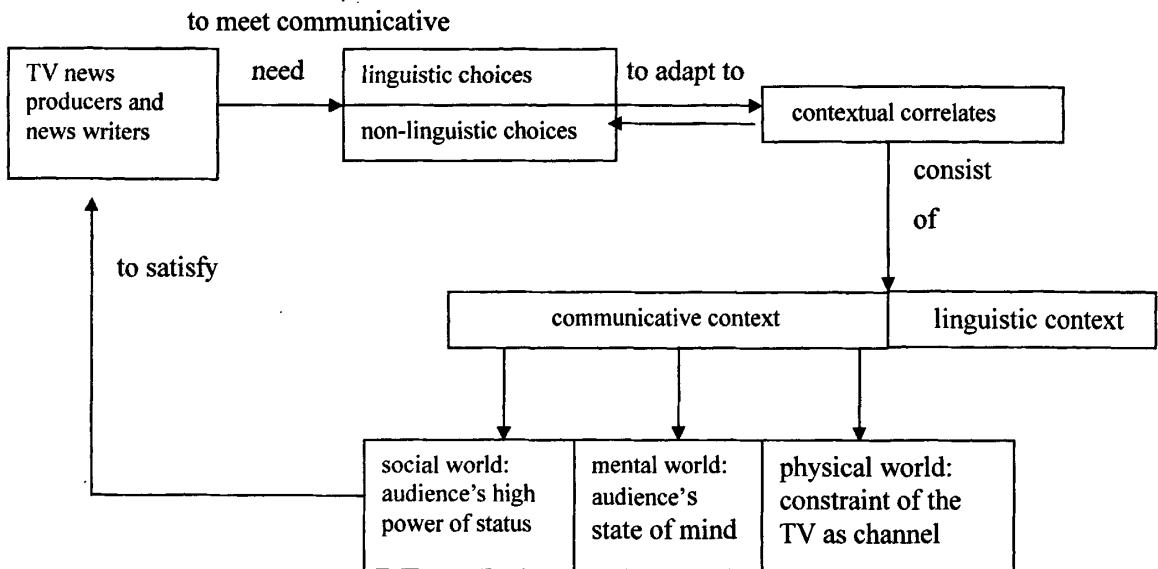 to meet communicative
need
TV news
producers and
news writers
linguistic choices
non-linguistic choices
to adapt to
contextual correlates
consist
of
to satisfy
communicative context
linguistic context
social world:
audience's high
power of status
mental world:
audience's
state of mind
physical world:
constraint of the
TV as channel